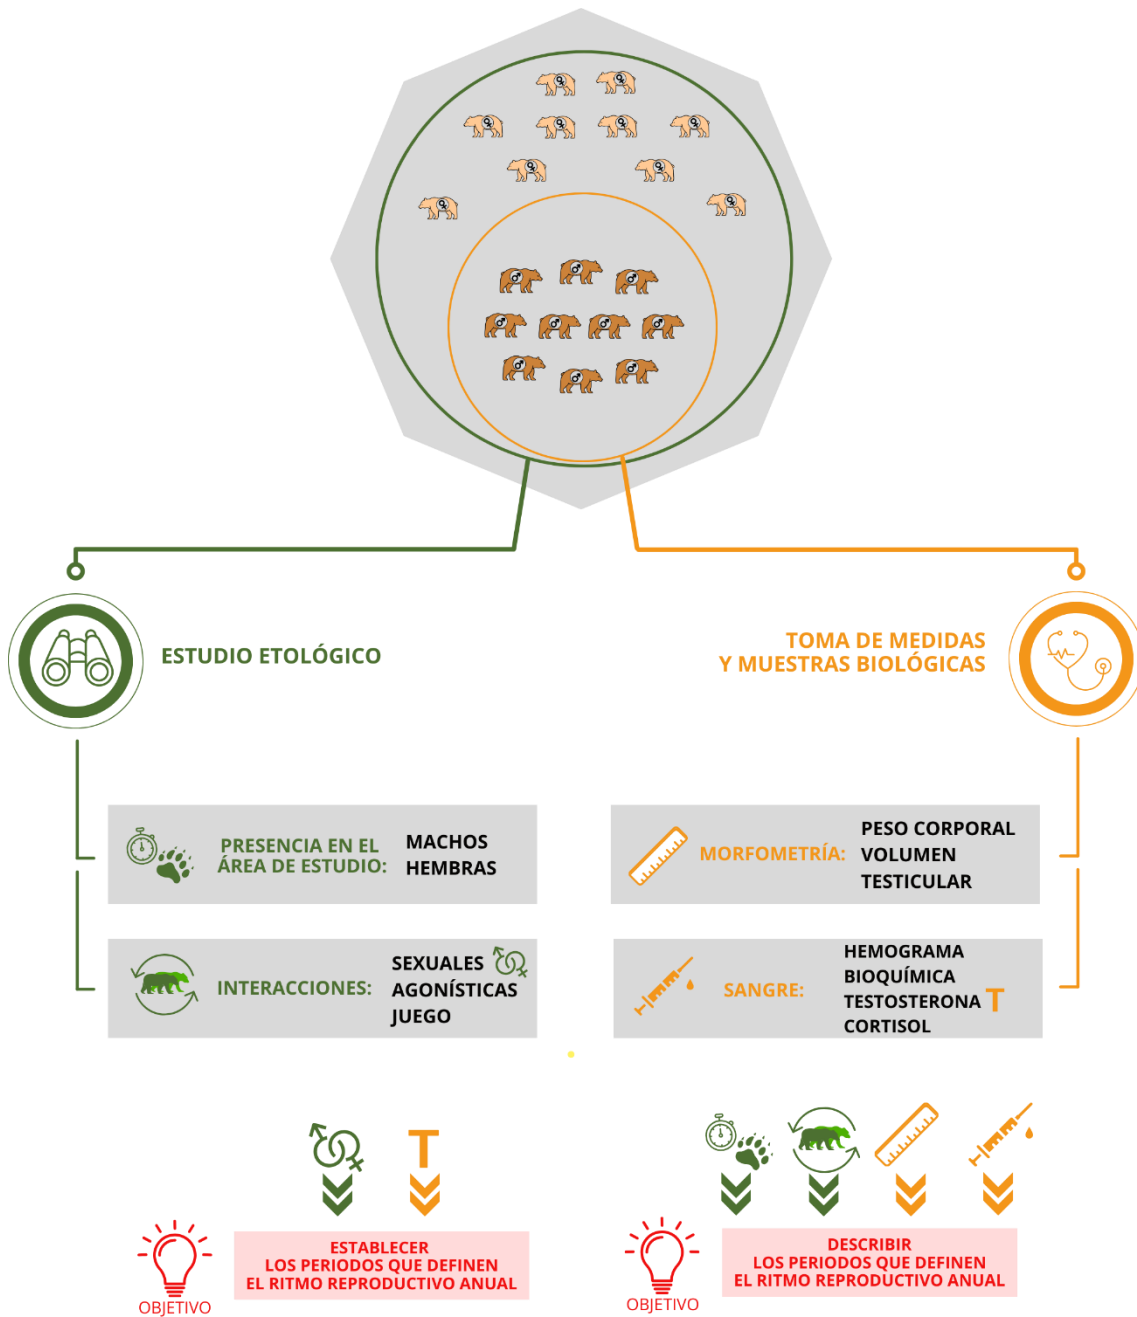 ESTUDIO ETOLÓGICO
TOMA DE MEDIDAS
Y MUESTRAS BIOLÓGICAS
PRESENCIA EN EL
ÁREA DE ESTUDIO:
MACHOS
HEMBRAS
INTERACCIONES:
SEXUALES
AGONÍSTICAS
JUEGO
MORFOMETRÍA:
PESO CORPORAL
VOLUMEN
TESTICULAR
SANGRE:
HEMOGRAMA
BIOQUÍMICA
TESTOSTERONA T
CORTISOL
T
OBJETIVO
ESTABLECER
LOS PERIODOS QUE DEFINEN
EL RITMO REPRODUCTIVO ANUAL
OBJETIVO
DESCRIBIR
LOS PERIODOS QUE DEFINEN
EL RITMO REPRODUCTIVO ANUAL